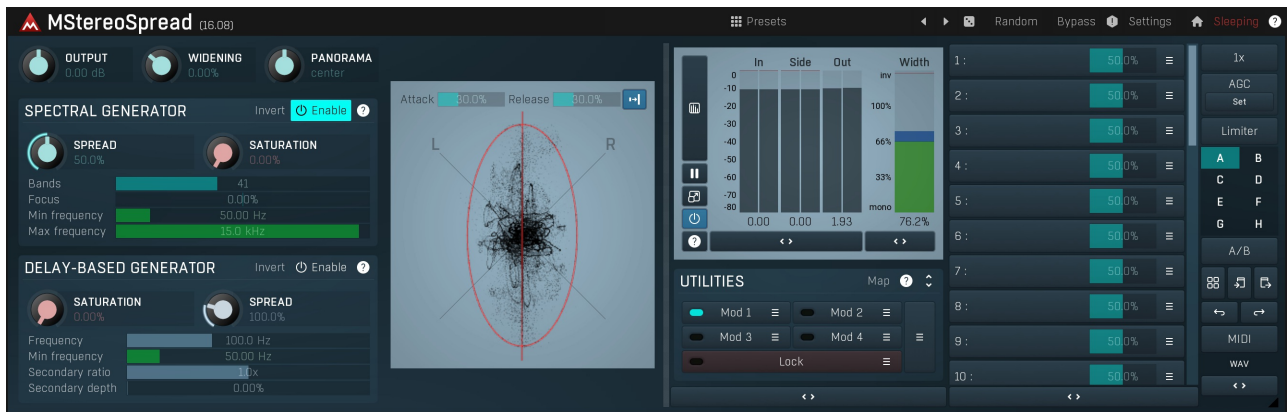 MStereoSpread (16.08)
Presets
Random
Bypass
Settings
Sleeping ?
OUTPUT
0.00 dB
WIDENING
0.00%
PANORAMA
center
SPECTRAL GENERATOR
Invert
Enable
?
SPREAD
50.0%
SATURATION
0.00%
Bands 41
Focus 0.00%
Min frequency 50.00 Hz
Max frequency 15.0 kHz
DELAY-BASED GENERATOR
Invert
Enable
?
SATURATION
0.00%
SPREAD
100.0%
Frequency 100.0 Hz
Min frequency 50.00 Hz
Secondary ratio 1.0x
Secondary depth 0.00%
Attack 30.0% Release 30.0%
L R
In Side Out Width
0
-10
-20
-30
-40
-50
-60
-70
-80
inv
100%
66%
33%
mono
0.00 0.00 1.93 76.2%
?
UTILITIES
Map ?
Mod 1 Mod 2
Mod 3 Mod 4
Lock
1 : 50.0%
2 : 50.0%
3 : 50.0%
4 : 50.0%
5 : 50.0%
6 : 50.0%
7 : 50.0%
8 : 50.0%
9 : 50.0%
10 : 50.0%
1x
AGC
Set
Limiter
A B
C D
E F
G H
A/B
MIDI
WAV